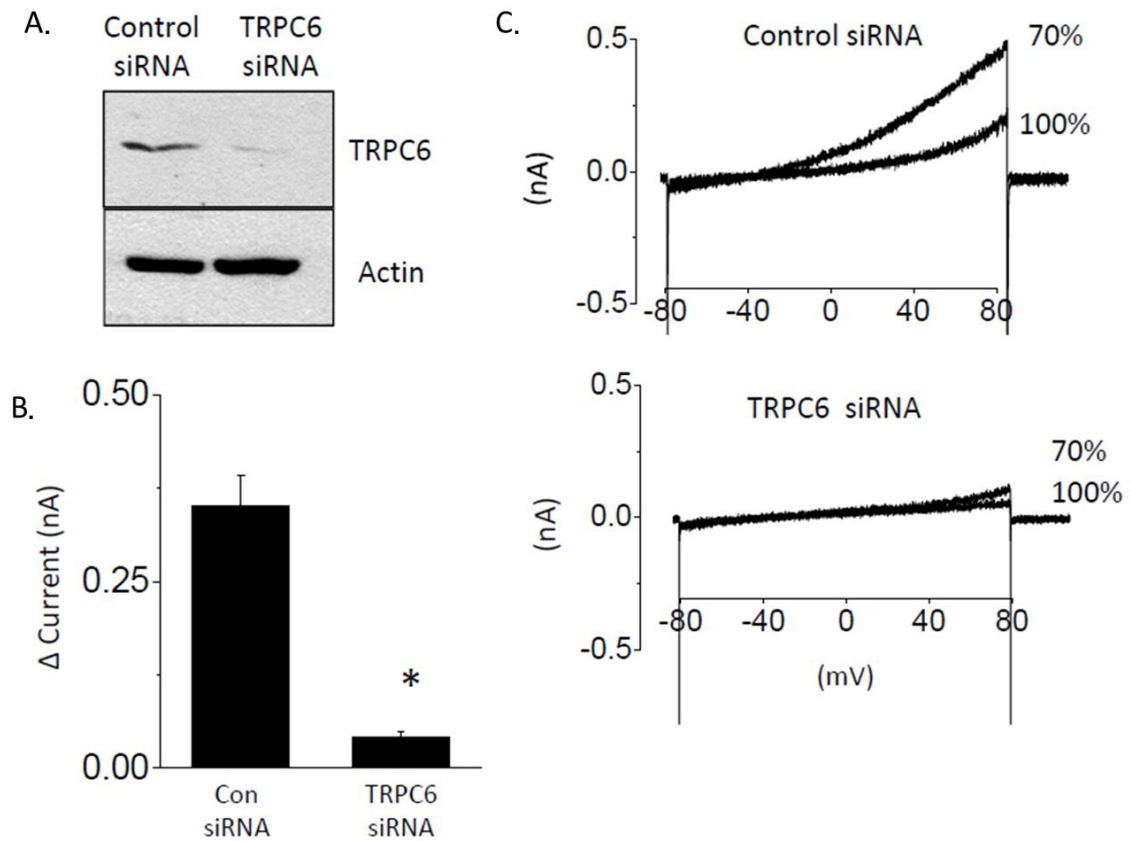 A.
Control siRNA
TRPC6 siRNA
TRPC6
Actin
B.
Δ Current (nA)
0.50
0.25
0.00
*
Con siRNA
TRPC6 siRNA
C.
Control siRNA
70%
100%
(nA)
0.5
0.0
-0.5
-80 -40 0 40 80
TRPC6 siRNA
70%
100%
(nA)
0.5
0.0
-0.5
-80 -40 0 40 80
(mV)